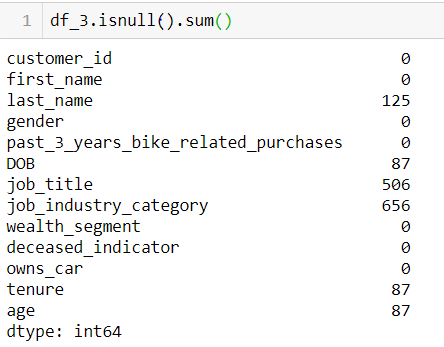 1 df_3.isnull().sum()
customer_id 0
first_name 0
last_name 125
gender 0
past_3_years_bike_related_purchases 0
DOB 87
job_title 506
job_industry_category 656
wealth_segment 0
deceased_indicator 0
owns_car 0
tenure 87
age 87
dtype: int64